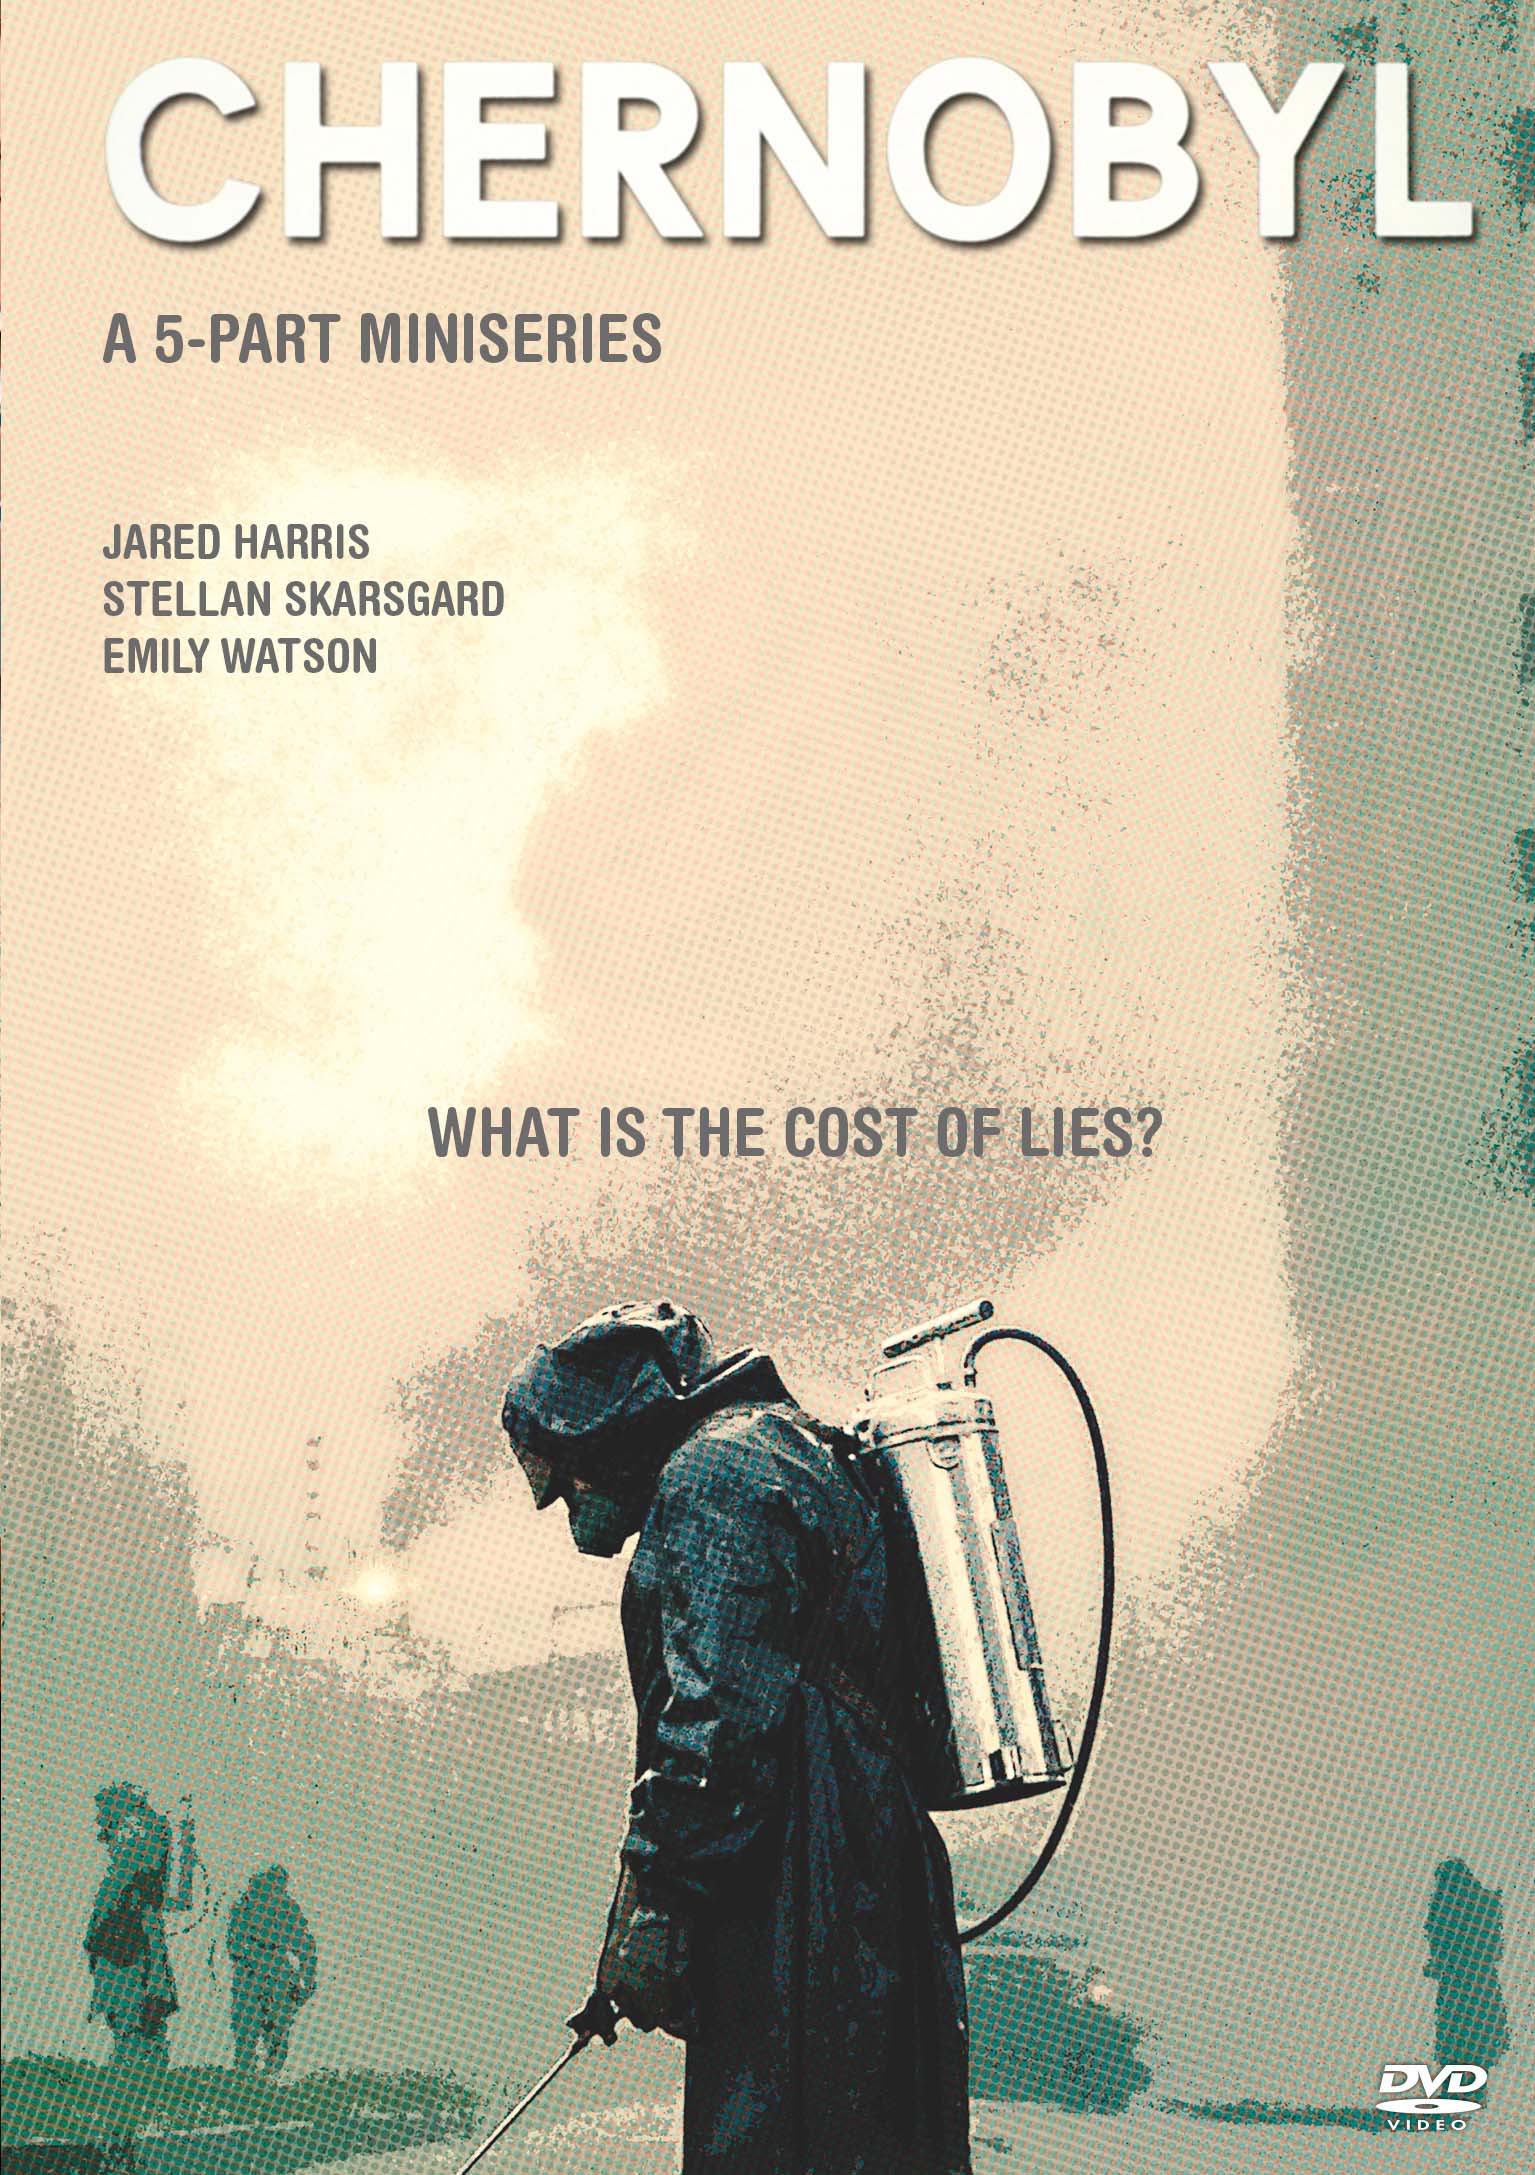 CHERNOBYL
A 5-PART MINISERIES
JARED HARRIS
STELLAN SKARSGARD
EMILY WATSON
WHAT IS THE COST OF LIES?
DVD
VIDEO